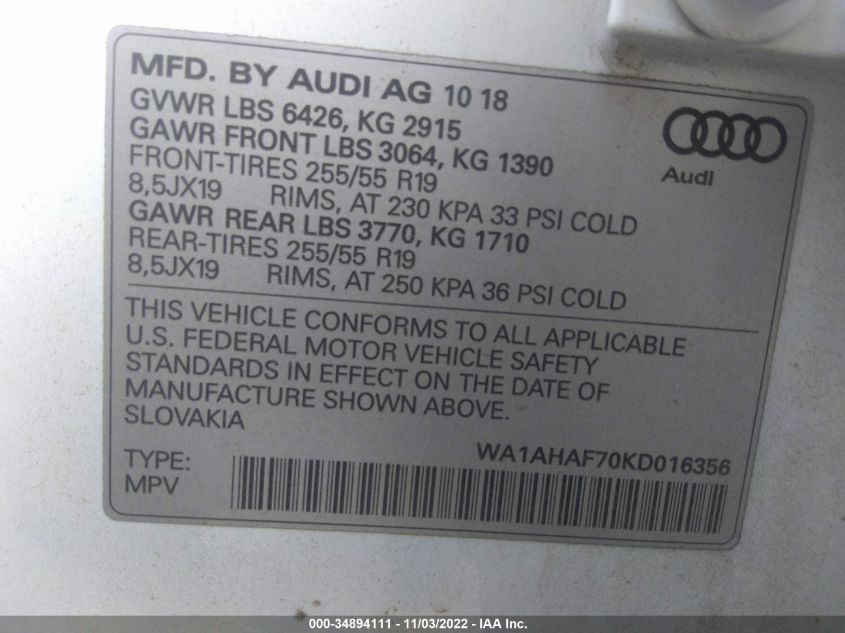 MFD. BY AUDI AG 10 18
GVWR LBS 6426, KG 2915
GAWR FRONT LBS 3064, KG 1390
FRONT-TIRES 255/55 R19
8,5JX19 RIMS, AT 230 KPA 33 PSI COLD
GAWR REAR LBS 3770, KG 1710
REAR-TIRES 255/55 R19
8,5JX19 RIMS, AT 250 KPA 36 PSI COLD
Audi
THIS VEHICLE CONFORMS TO ALL APPLICABLE
U.S. FEDERAL MOTOR VEHICLE SAFETY
STANDARDS IN EFFECT ON THE DATE OF
MANUFACTURE SHOWN ABOVE.
SLOVAKIA
WA1AHAF70KD016356
TYPE:
MPV
000-34894111 - 11/03/2022 - IAA Inc.